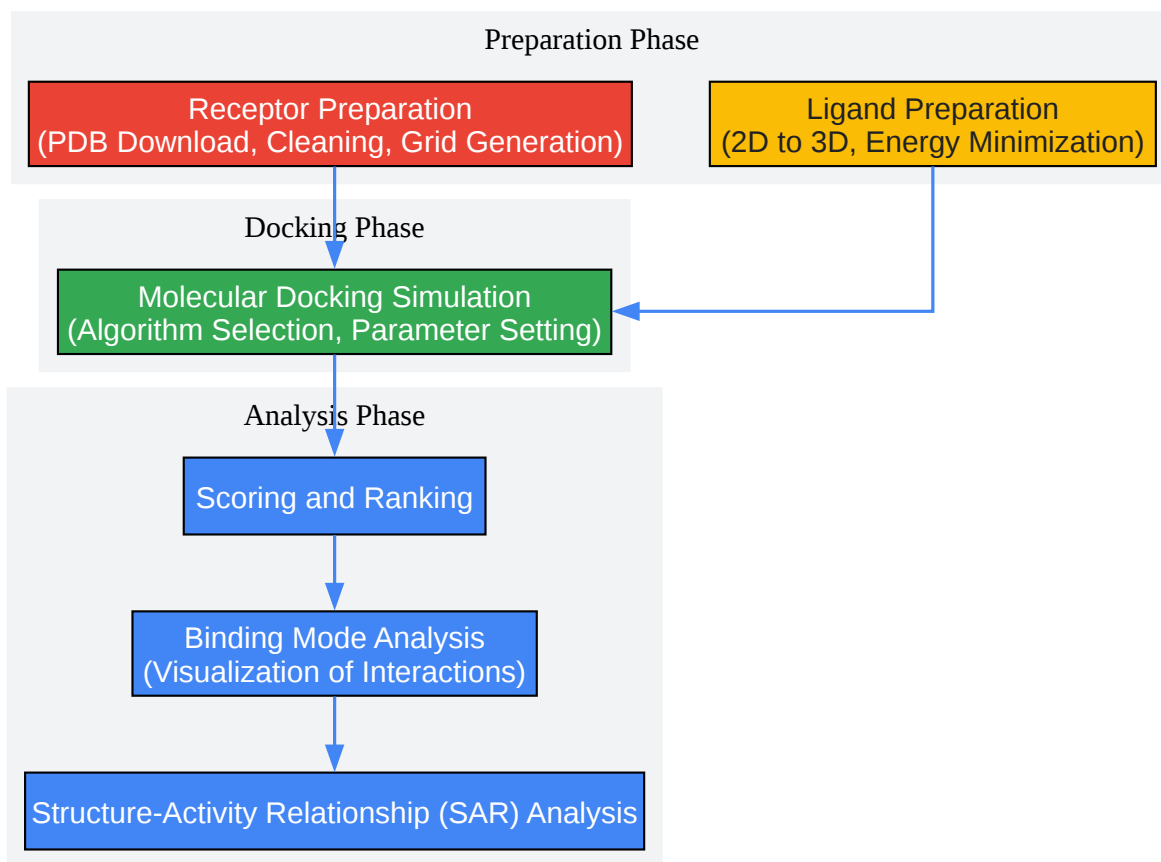 Preparation Phase
Receptor Preparation
(PDB Download, Cleaning, Grid Generation)
Ligand Preparation
(2D to 3D, Energy Minimization)
Docking Phase
Molecular Docking Simulation
(Algorithm Selection, Parameter Setting)
Analysis Phase
Scoring and Ranking
Binding Mode Analysis
(Visualization of Interactions)
Structure-Activity Relationship (SAR) Analysis